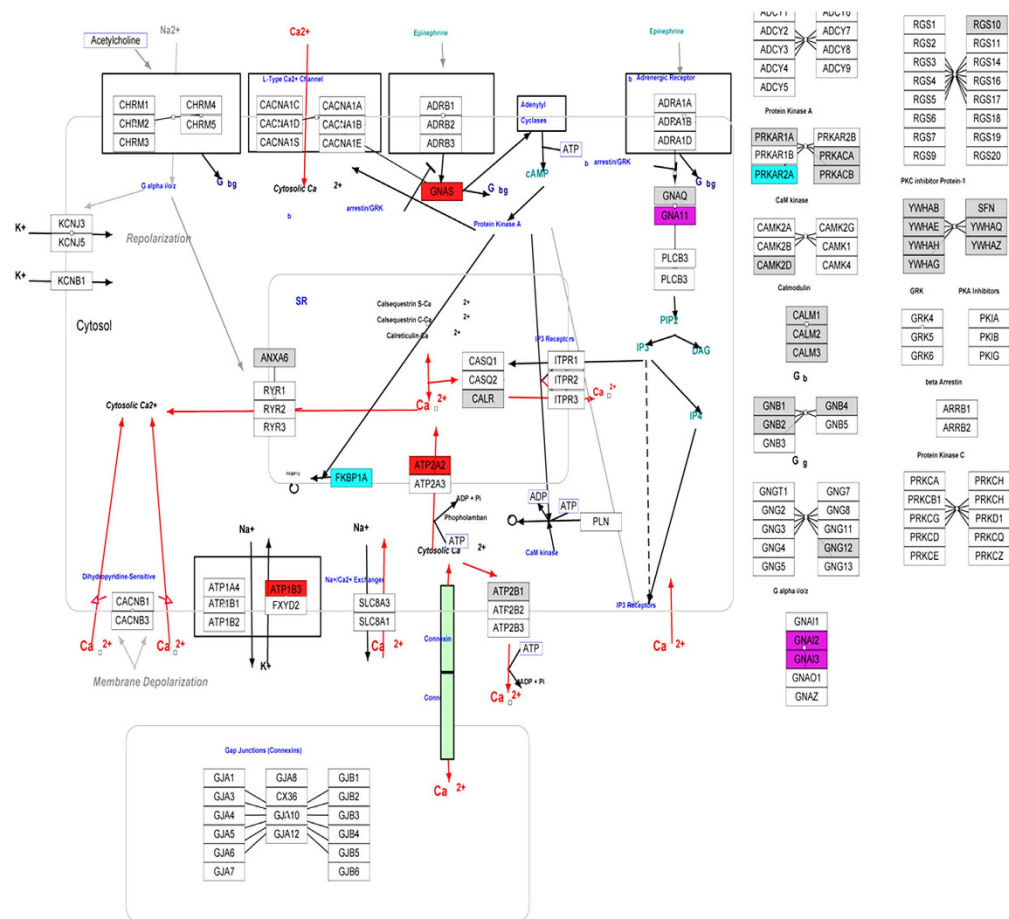 Acetylcholine
Na2+
Ca2+
Epinephrine
Epinephrine
L-Type Ca2+ Channel
b Adrenergic Receptor
CHRM1
CHRM2
CHRM3
CHRM4
CHRM5
CACNA1C
CACNA1D
CACNA1S
CACNA1A
CACNA1B
CACNA1E
ADRB1
ADRB2
ADRB3
Adenylyl
Cyclases
ADRA1A
ADRA1B
ADRA1D
ATP
b arrestin/GRK
cAMP
G bg
G alpha i/o/z
Cytosolic Ca 2+
GNAS
G bg
b
arrestin/GRK
Protein Kinase A
GNAQ
GNA11
G bg
K+
KCNJ3
KCNJ5
Repolarization
PLCB3
PLCB3
K+
KCNB1
Cytosol
SR
Calsequestrin S-Ca 2+
Calsequestrin C-Ca 2+
Calreticulin-Ca 2+
PIP2
IP3
DAG
IP3 Receptors
ANXA6
RYR1
RYR2
RYR3
CASQ1
CASQ2
CALR
ITPR1
ITPR2
ITPR3
Cytosolic Ca2+
Ca 2+
Ca 2+
IP4
FKBP12
FKBP1A
ATP2A2
ATP2A3
ADP + Pi
Phopholamban
ATP
Cytosolic Ca 2+
ADP
ATP
PLN
CaM kinase
Na+
Na+
Dihydropyridine-Sensitive
Na+/Ca2+ Exchanger
CACNB1
CACNB3
ATP1A4
ATP1B1
ATP1B2
ATP1B3
FXYD2
SLC8A3
SLC8A1
Connexin
ATP2B1
ATP2B2
ATP2B3
IP3 Receptors
Ca 2+
Ca 2+
K+
Ca 2+
ATP
Ca 2+
Membrane Depolarization
Conne
ADP + Pi
Ca 2+
Gap Junctions (Connexins)
Ca 2+
GJA1
GJA3
GJA4
GJA5
GJA6
GJA7
GJA8
CX36
GJA10
GJA12
GJB1
GJB2
GJB3
GJB4
GJB5
GJB6
ADCY2
ADCY3
ADCY4
ADCY5
ADCY6
ADCY7
ADCY8
ADCY9
Protein Kinase A
PRKAR1A
PRKAR1B
PRKAR2A
PRKAR2B
PRKACA
PRKACB
CaM kinase
CAMK2A
CAMK2B
CAMK2D
CAMK2G
CAMK1
CAMK4
Calmodulin
CALM1
CALM2
CALM3
G b
GNB1
GNB2
GNB3
GNB4
GNB5
G g
GNGT1
GNG2
GNG3
GNG4
GNG5
GNG7
GNG8
GNG11
GNG12
GNG13
G alpha i/o/z
GNAI1
GNAI2
GNAI3
GNAO1
GNAZ
RGS1
RGS2
RGS3
RGS4
RGS5
RGS6
RGS7
RGS9
RGS10
RGS11
RGS14
RGS16
RGS17
RGS18
RGS19
RGS20
PKC inhibitor Protein-1
YWHAB
YWHAE
YWHAH
YWHAG
SFN
YWHAQ
YWHAZ
GRK
PKA Inhibitors
GRK4
GRK5
GRK6
PKIA
PKIB
PKIG
beta Arrestin
ARRB1
ARRB2
Protein Kinase C
PRKCA
PRKCB1
PRKCG
PRKCD
PRKCE
PRKCH
PRKCH
PRKD1
PRKCQ
PRKCZ